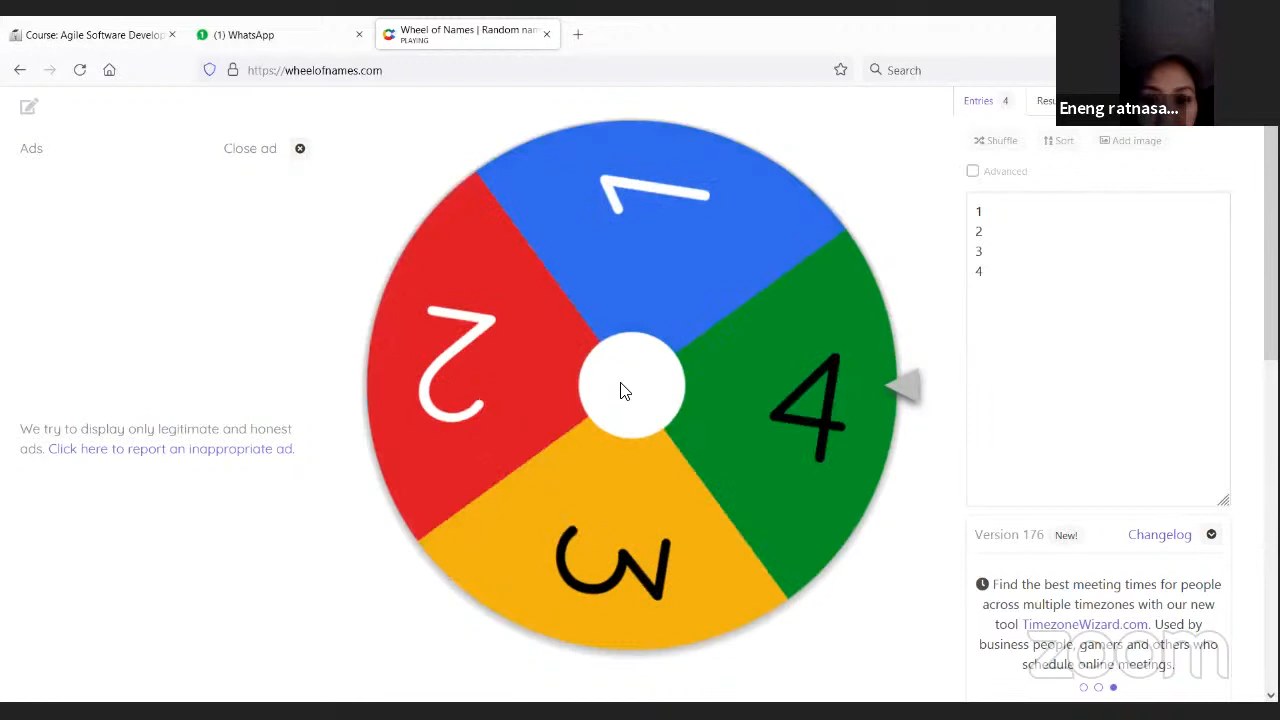 Course: Agile Software Develop
(1) WhatsApp
Wheel of Names | Random nam
PLAYING
https://wheelofnames.com
Search
Eneng ratnasa...
Entries 4
Resu
Ads
Close ad
Shuffle
Sort
Add image
Advanced
1
2
3
4
1
2
3
4
We try to display only legitimate and honest
ads. Click here to report an inappropriate ad.
Version 176 New!
Changelog
Find the best meeting times for people
across multiple timezones with our new
tool TimezoneWizard.com. Used by
business people, gamers and others who
schedule online meetings.
zoom